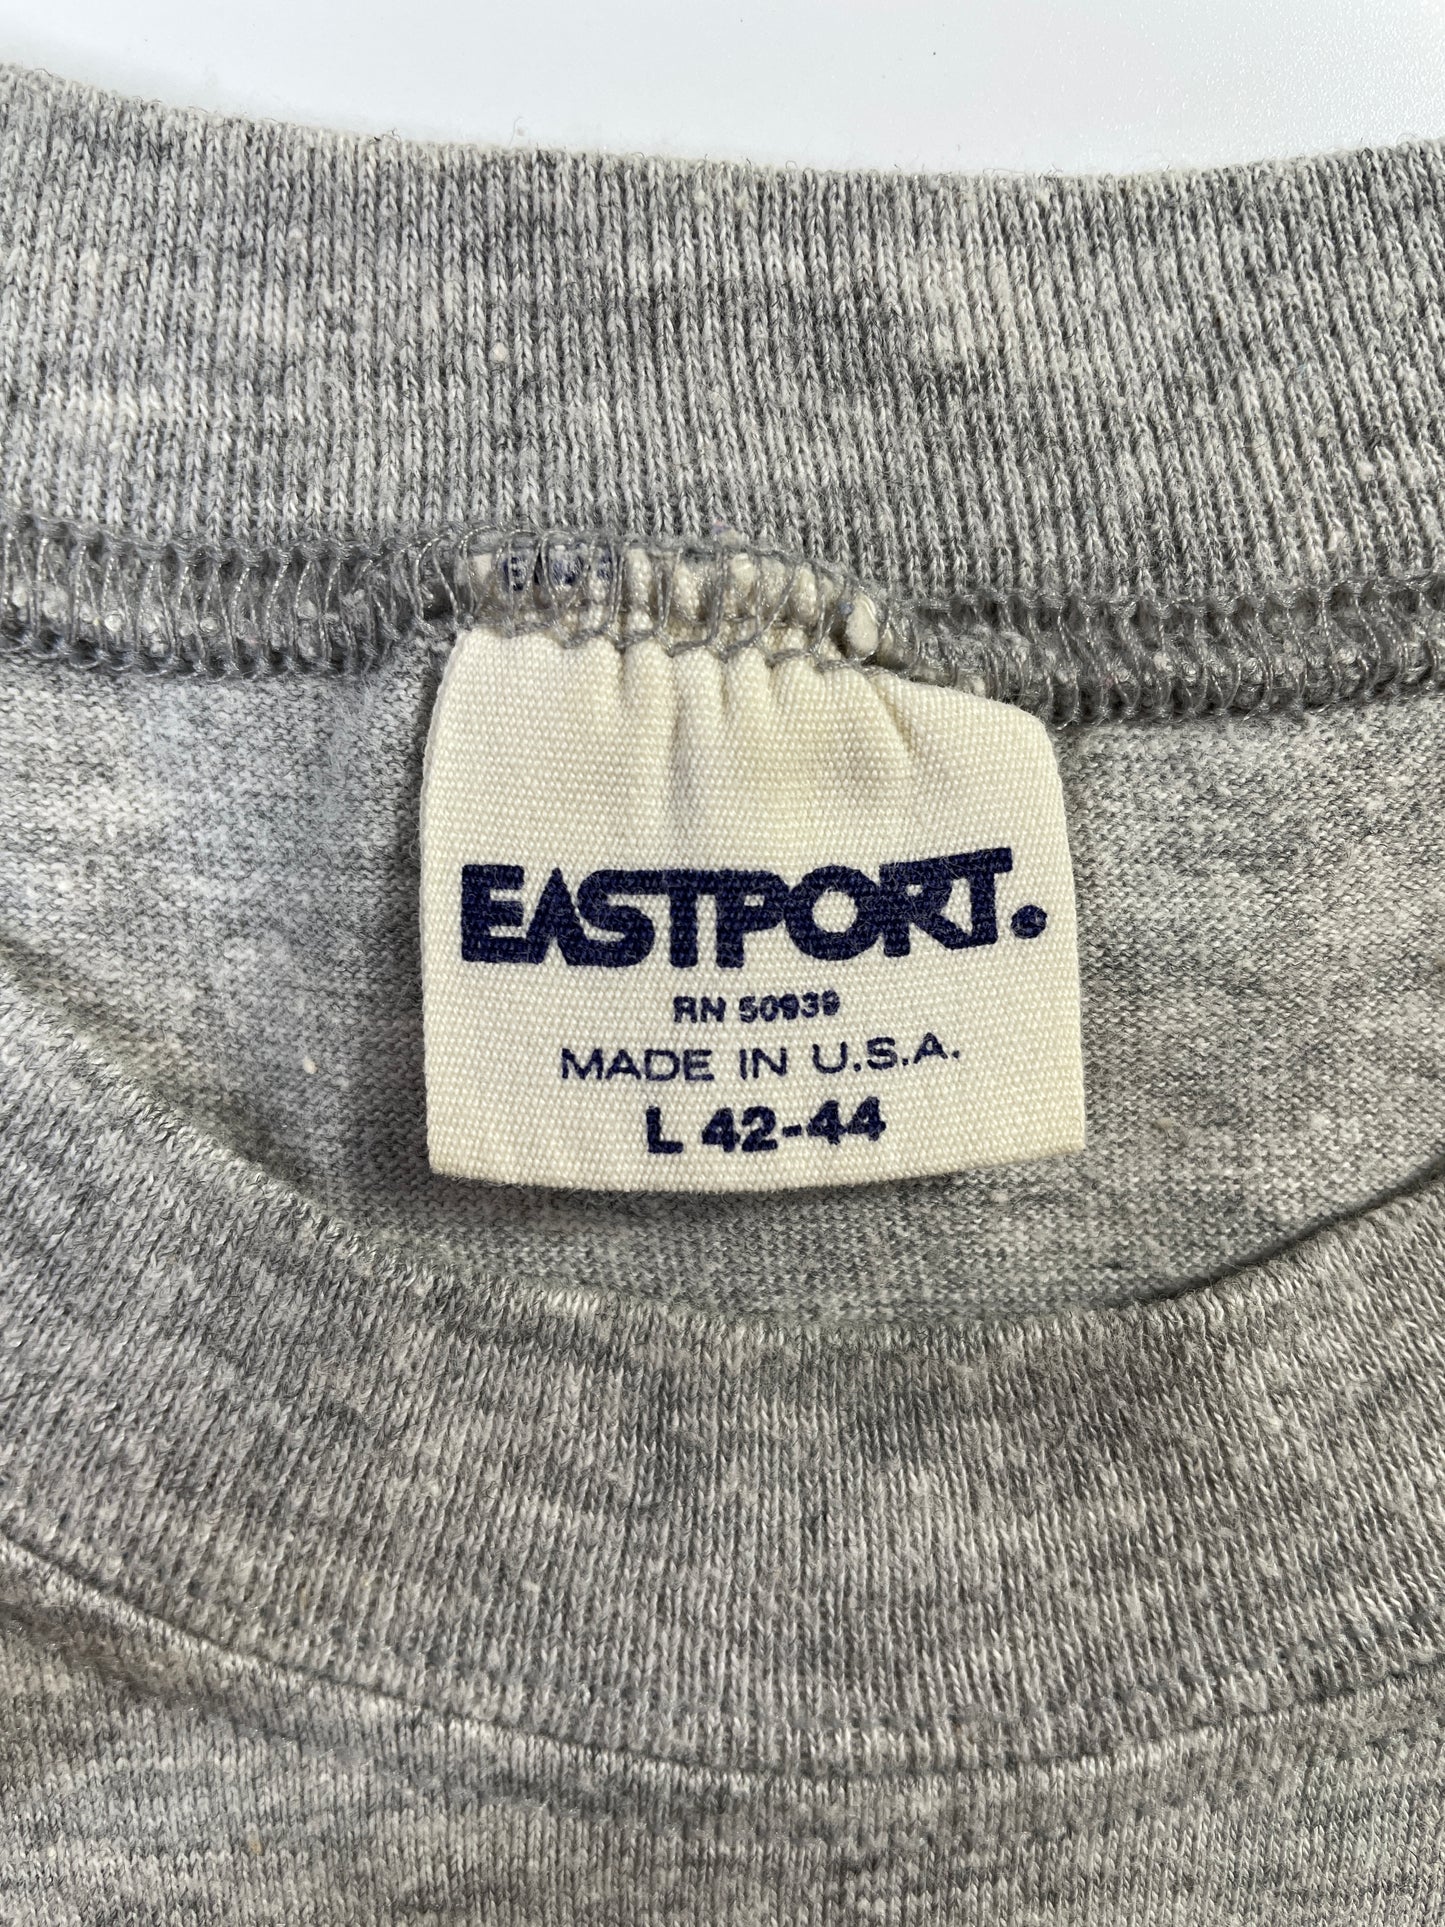 EASTPORT.
RN 50939
MADE IN U.S.A.
L 42-44